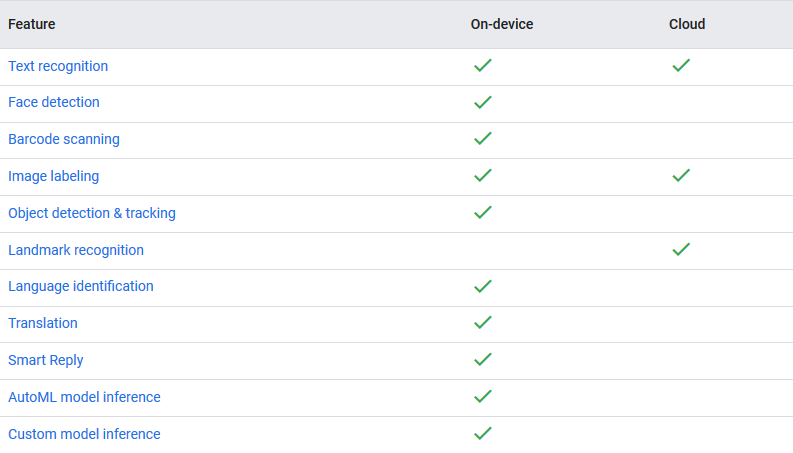 Feature On-device Cloud
Text recognition ✓ ✓
Face detection ✓
Barcode scanning ✓
Image labeling ✓ ✓
Object detection & tracking ✓
Landmark recognition ✓
Language identification ✓
Translation ✓
Smart Reply ✓
AutoML model inference ✓
Custom model inference ✓